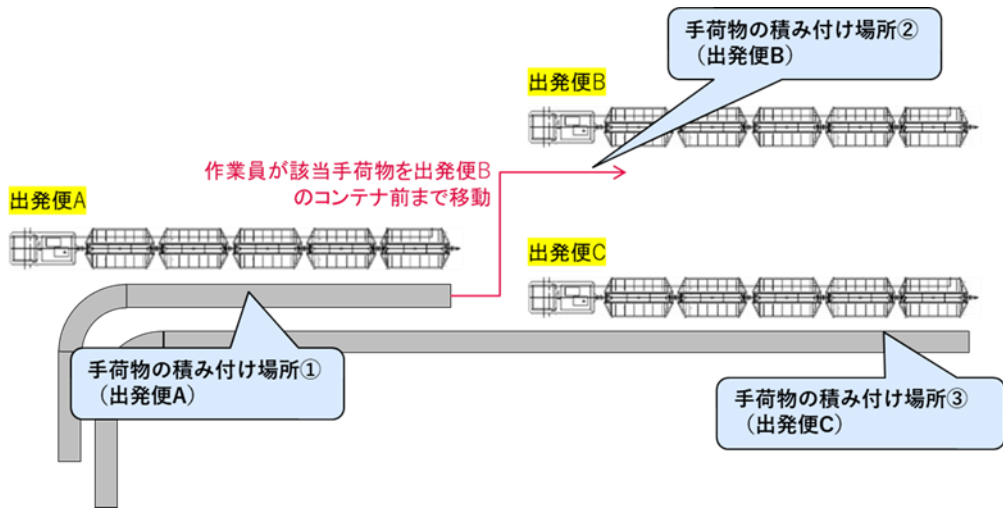 手荷物の積み付け場所②
（出発便B）
出発便B
作業員が該当手荷物を出発便B
のコンテナ前まで移動
出発便A
出発便C
手荷物の積み付け場所①
（出発便A）
手荷物の積み付け場所③
（出発便C）